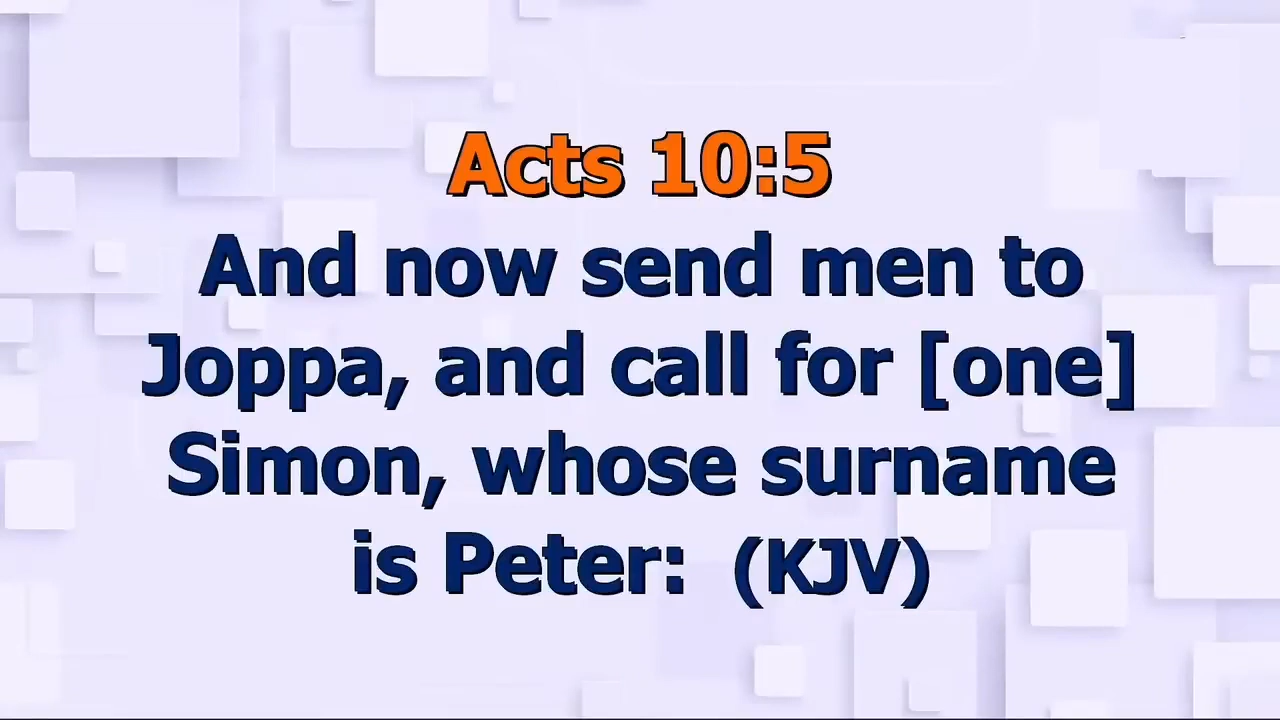 Acts 10:5
And now send men to
Joppa, and call for [one]
Simon, whose surname
is Peter: (KJV)